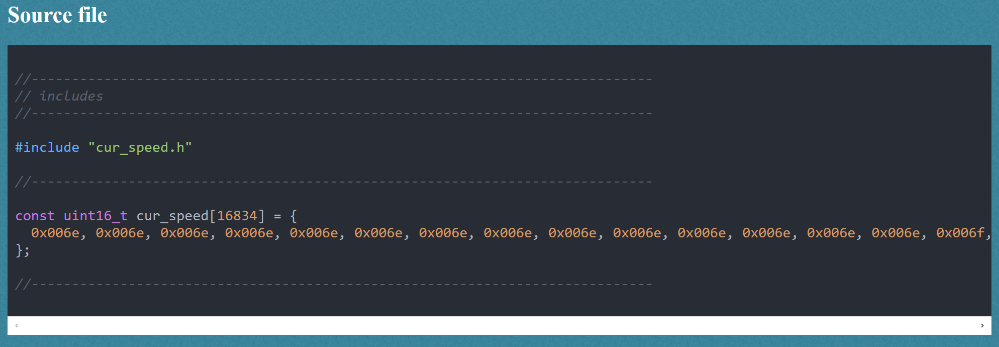 Source file
//-----------------------------------------------------------------------------
// includes
//-----------------------------------------------------------------------------
#include "cur_speed.h"
//-----------------------------------------------------------------------------
const uint16_t cur_speed[16834] = {
  0x006e, 0x006e, 0x006e, 0x006e, 0x006e, 0x006e, 0x006e, 0x006e, 0x006e, 0x006e, 0x006e, 0x006e, 0x006e, 0x006e, 0x006f,
};
//-----------------------------------------------------------------------------